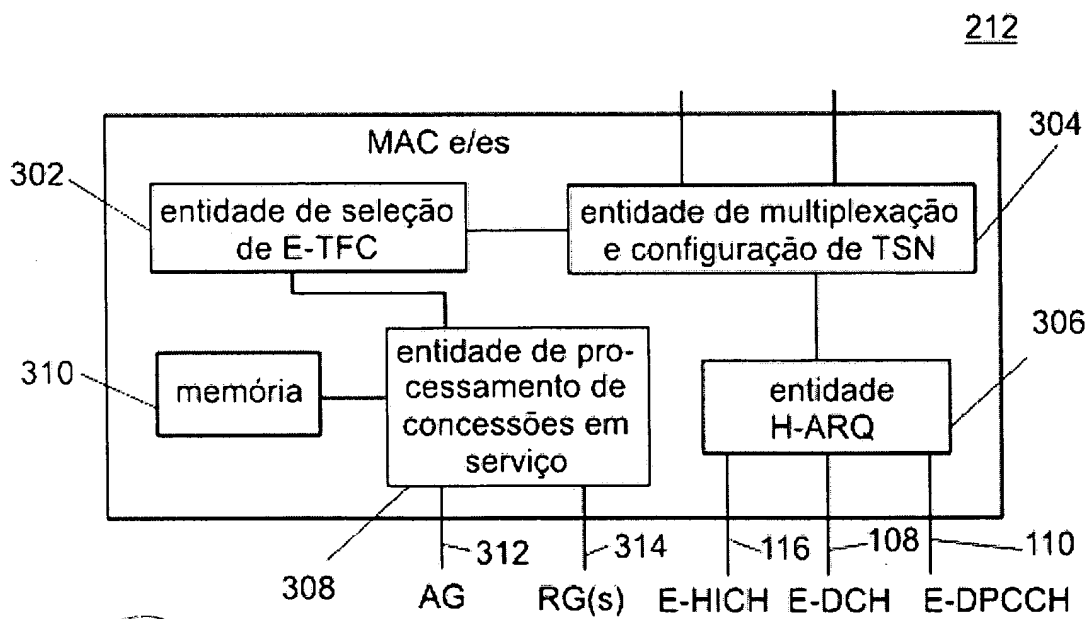 212
MAC e/es
304
302
entidade de seleção
de E-TFC
entidade de multiplexação
e configuração de TSN
306
310
memória
entidade de pro-
cessamento de
concessões em
serviço
entidade
H-ARQ
308
312
314
116
108
110
AG
RG(s)
E-HICH
E-DCH
E-DPCCH